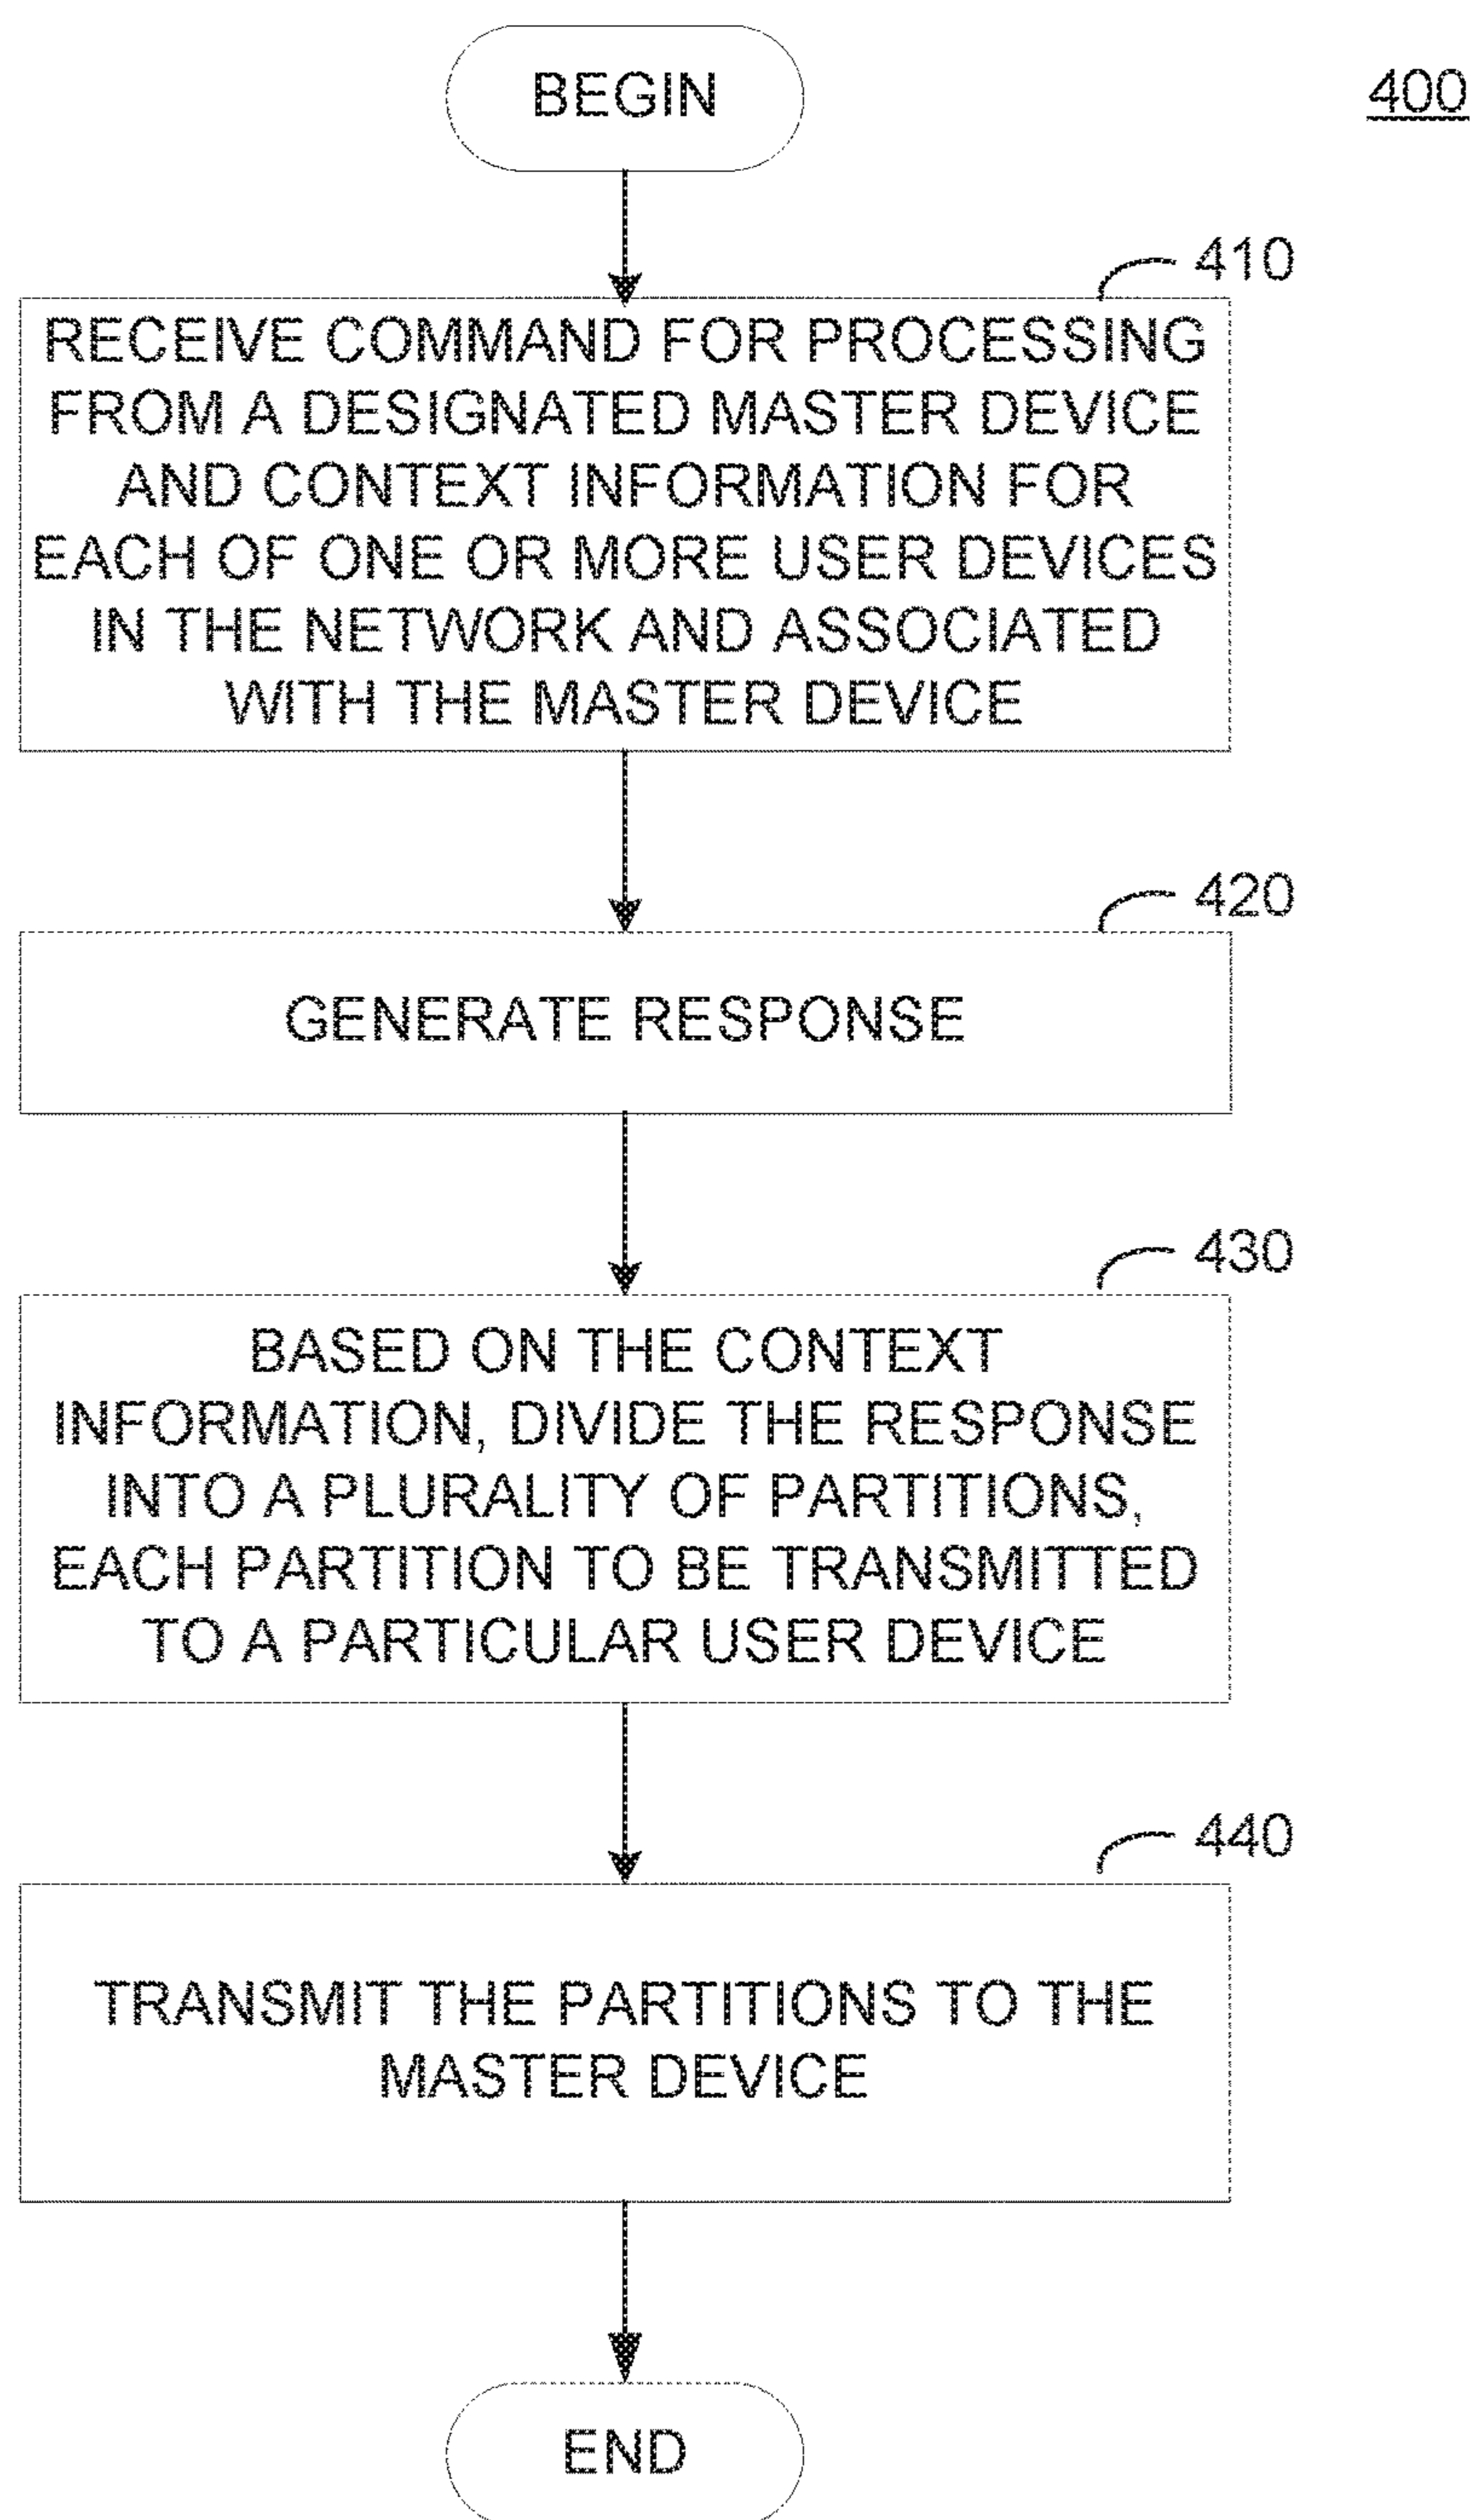 BEGIN
400
410
RECEIVE COMMAND FOR PROCESSING
FROM A DESIGNATED MASTER DEVICE
AND CONTEXT INFORMATION FOR
EACH OF ONE OR MORE USER DEVICES
IN THE NETWORK AND ASSOCIATED
WITH THE MASTER DEVICE
420
GENERATE RESPONSE
430
BASED ON THE CONTEXT
INFORMATION, DIVIDE THE RESPONSE
INTO A PLURALITY OF PARTITIONS,
EACH PARTITION TO BE TRANSMITTED
TO A PARTICULAR USER DEVICE
440
TRANSMIT THE PARTITIONS TO THE
MASTER DEVICE
END